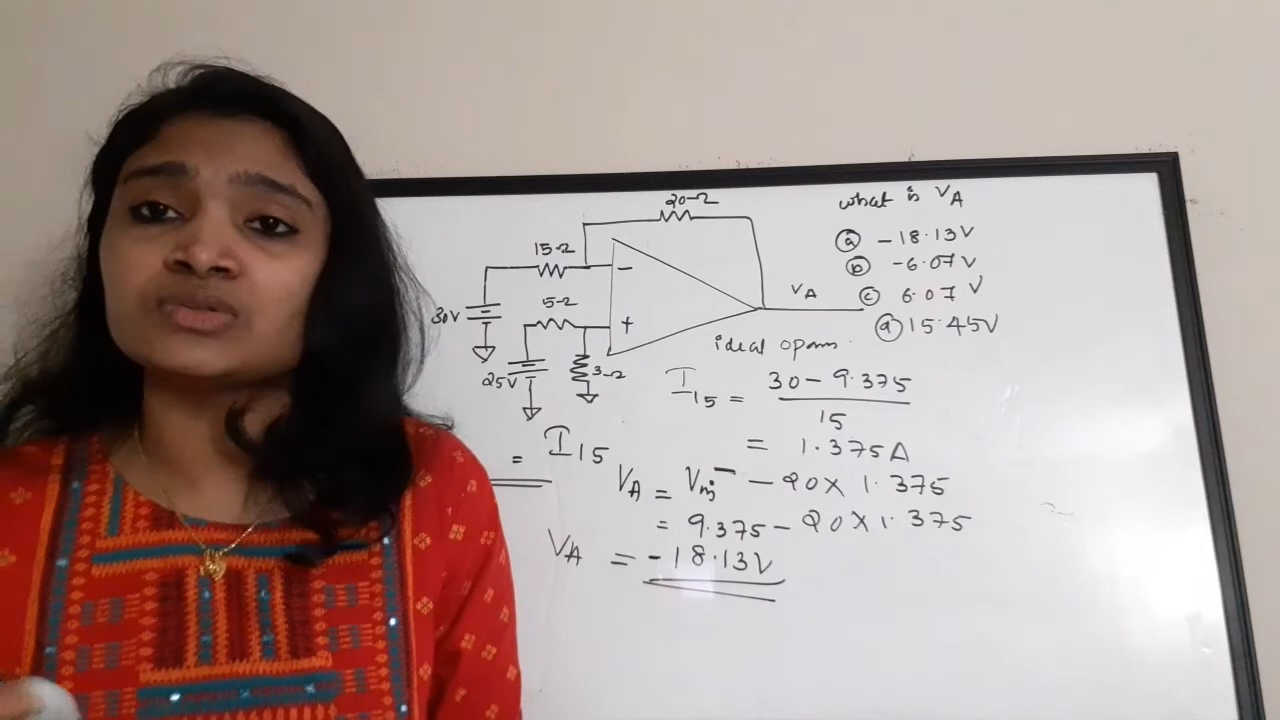 what is VA
(a) -18.13V
(b) -6.07V
(c) 6.07V
(d) 15.45V
20Ω
15Ω
-
30V
5Ω
+
25V
3Ω
VA
ideal opam.
I15 = 30 - 9.375 / 15
= 1.375A
= I15
VA = Vinj⁻ - 20 x 1.375
= 9.375 - 20 x 1.375
VA = -18.13V